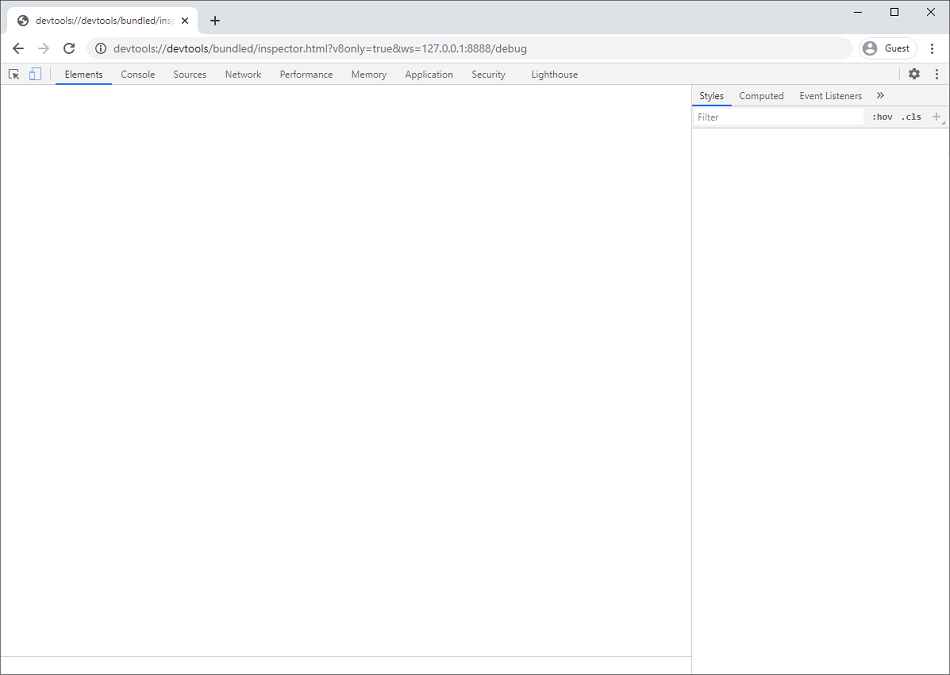 devtools://devtools/bundled/insp
devtools://devtools/bundled/inspector.html?v8only=true&ws=127.0.0.1:8888/debug
Guest
Elements Console Sources Network Performance Memory Application Security Lighthouse
Styles Computed Event Listeners »
Filter :hov .cls +